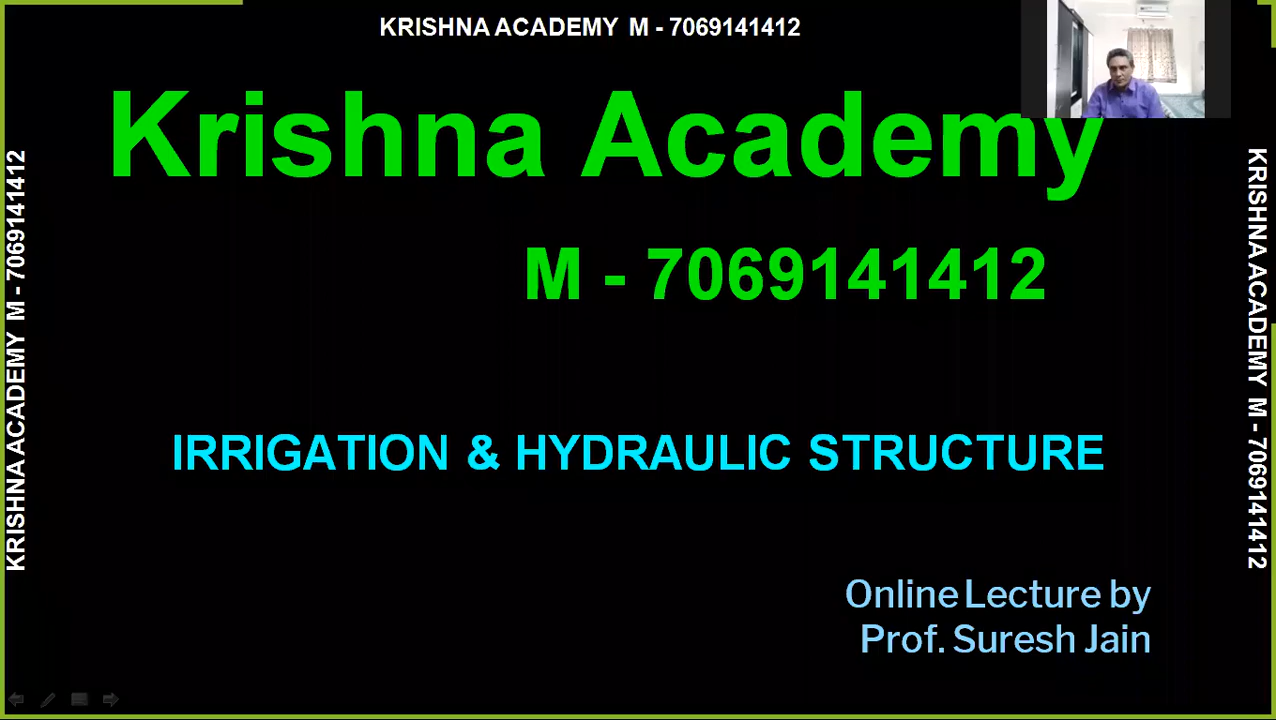 KRISHNA ACADEMY M - 7069141412
Krishna Academy
M - 7069141412
IRRIGATION & HYDRAULIC STRUCTURE
Online Lecture by
Prof. Suresh Jain
KRISHNA ACADEMY M - 7069141412
KRISHNA ACADEMY M - 7069141412